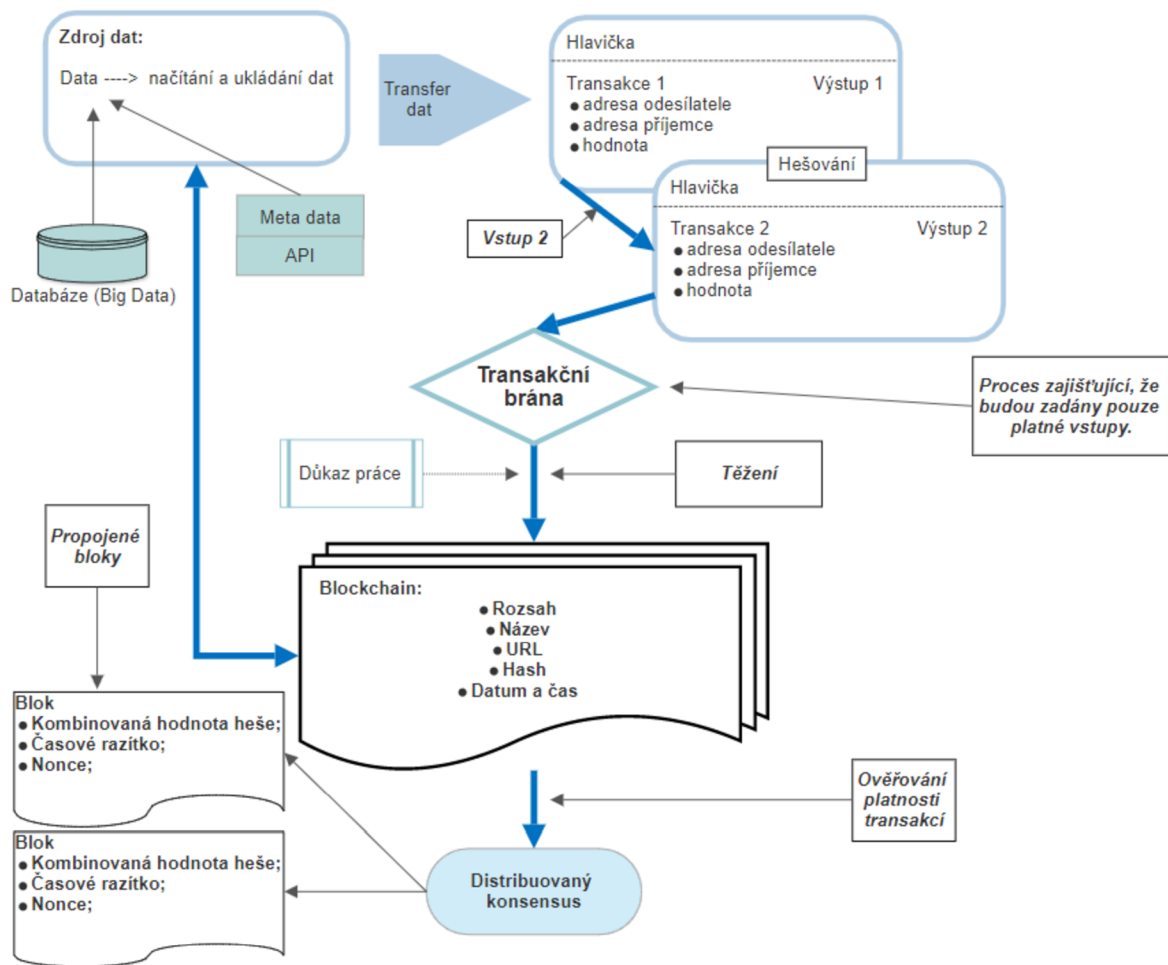 Zdroj dat:
Data ----> načítání a ukládání dat
Meta data
API
Databáze (Big Data)
Transfer
dat
Hlavička
Transakce 1 Výstup 1
● adresa odesílatele
● adresa příjemce
● hodnota
Hešování
Hlavička
Vstup 2
Transakce 2 Výstup 2
● adresa odesílatele
● adresa příjemce
● hodnota
Transakční
brána
Proces zajišťující, že
budou zadány pouze
platné vstupy.
Důkaz práce
Těžení
Propojené
bloky
Blockchain:
● Rozsah
● Název
● URL
● Hash
● Datum a čas
Blok
● Kombinovaná hodnota heše;
● Časové razítko;
● Nonce;
Ověřování
platnosti
transakcí
Blok
● Kombinovaná hodnota heše;
● Časové razítko;
● Nonce;
Distribuovaný
konsensus